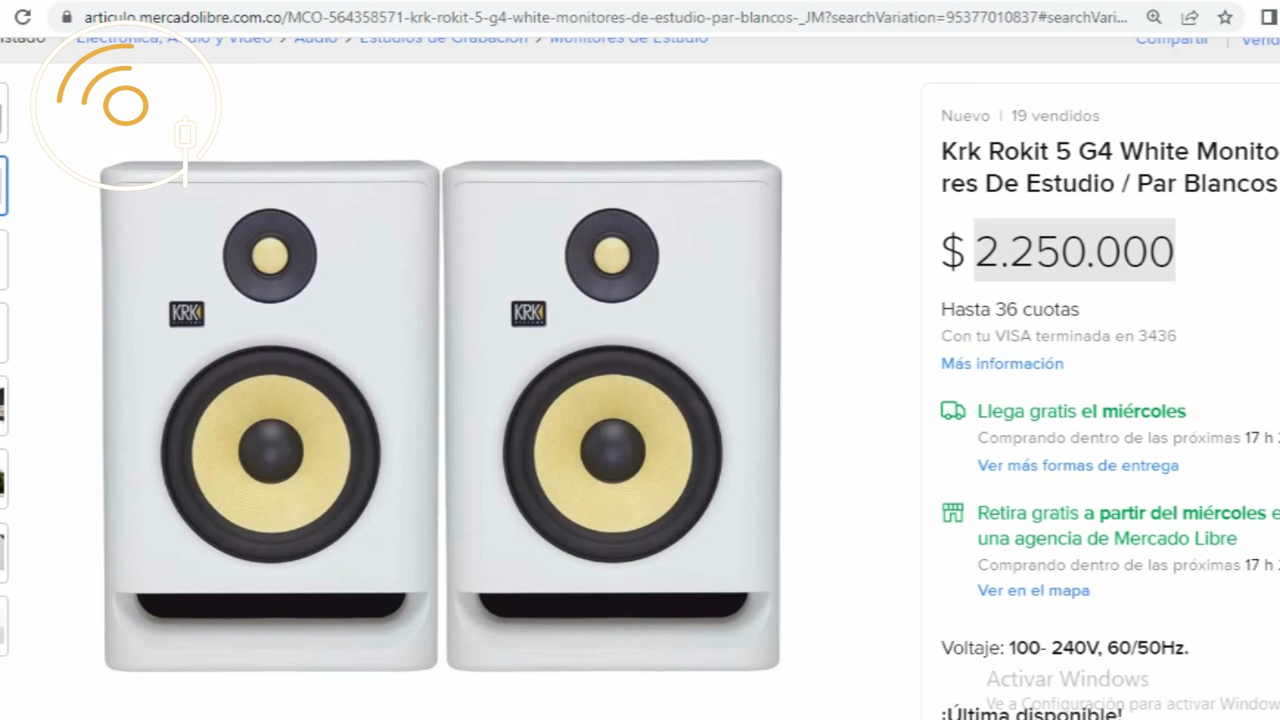 articulo.mercadolibre.com.co/MCO-564358571-krk-rokit-5-g4-white-monitores-de-estudio-par-blancos-_JM?searchVariation=95377010837#searchVari...
Electrónica, Audio y Video > Audio > Estudios de Grabación > Monitores de Estudio
Compartir
Nuevo | 19 vendidos
Krk Rokit 5 G4 White Monito
res De Estudio / Par Blancos
$ 2.250.000
KRK
KRK
Hasta 36 cuotas
Con tu VISA terminada en 3436
Más información
Llega gratis el miércoles
Comprando dentro de las próximas 17 h
Ver más formas de entrega
Retira gratis a partir del miércoles e
una agencia de Mercado Libre
Comprando dentro de las próximas 17 h
Ver en el mapa
Voltaje: 100- 240V, 60/50Hz.
Activar Windows
Ve a Configuración para activar Window
¡Última disponible!